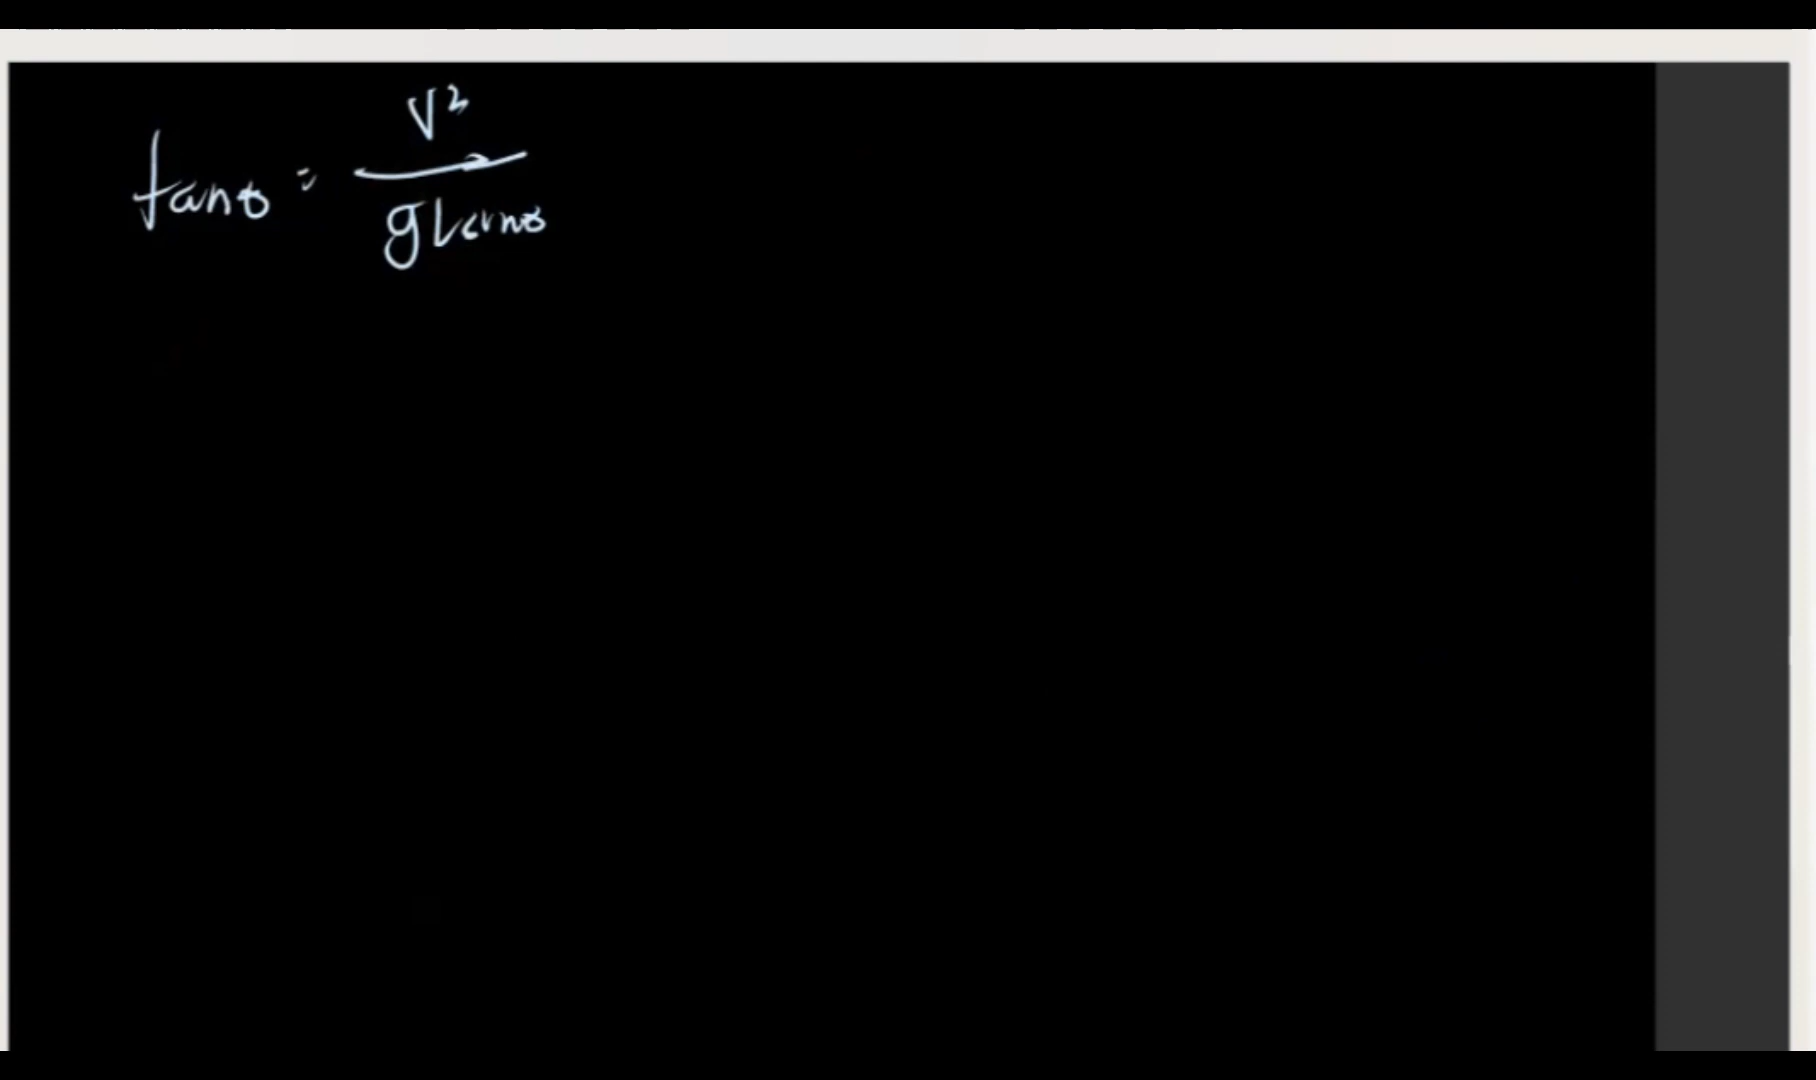 tanθ = V² / gLsinθ